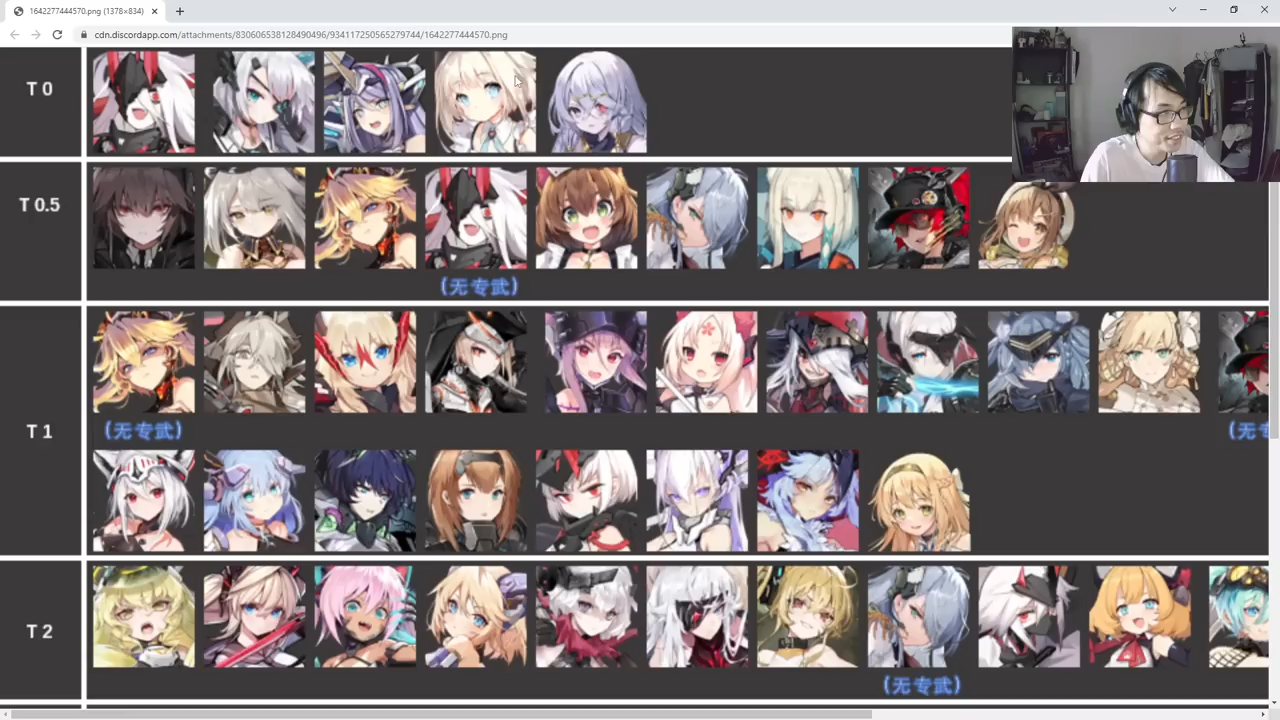 1642277444570.png (1378×834)
cdn.discordapp.com/attachments/830606538128490496/934117250565279744/1642277444570.png
T 0
T 0.5
(无专武)
T 1
(无专武)
(无专
T 2
(无专武)